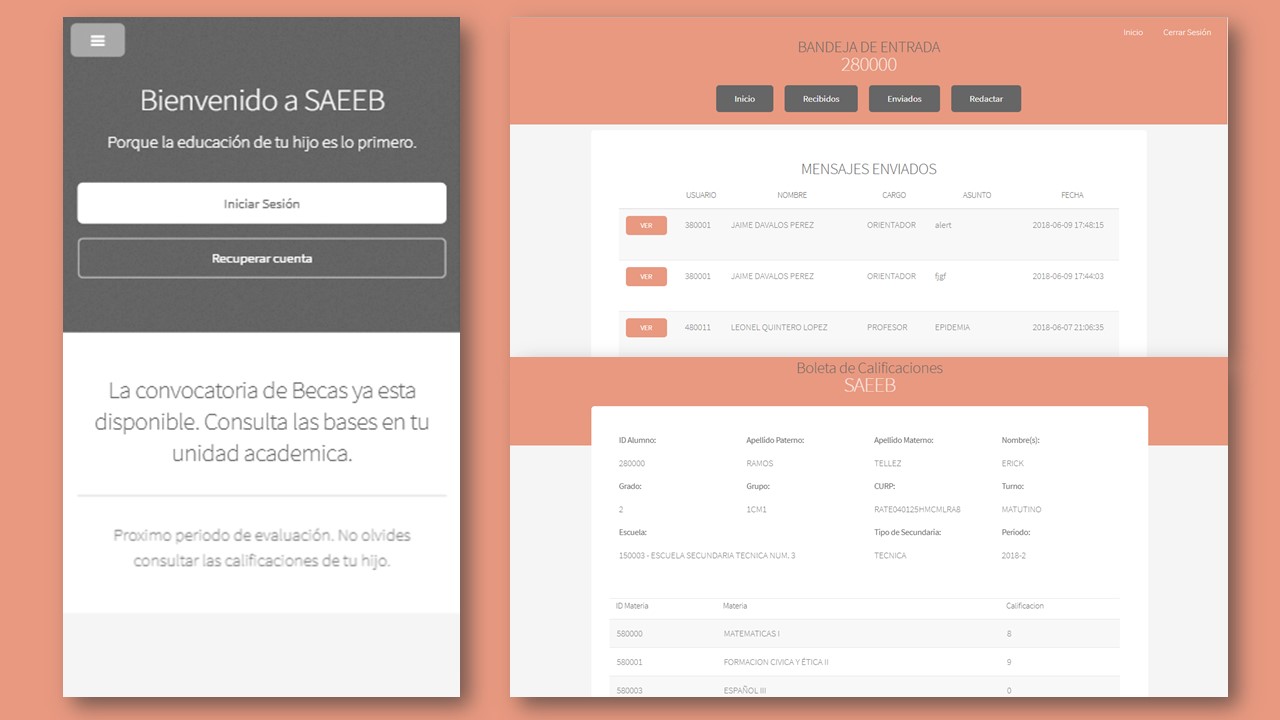 Bienvenido a SAEEB
Porque la educación de tu hijo es lo primero.
Iniciar Sesión
Recuperar cuenta
La convocatoria de Becas ya esta
disponible. Consulta las bases en tu
unidad academica.
Proximo periodo de evaluación. No olvides
consultar las calificaciones de tu hijo.
Inicio Cerrar Sesión
BANDEJA DE ENTRADA
280000
Inicio Recibidos Enviados Redactar
MENSAJES ENVIADOS
USUARIO NOMBRE CARGO ASUNTO FECHA
VER 380001 JAIME DAVALOS PEREZ ORIENTADOR alert 2018-06-09 17:48:15
VER 380001 JAIME DAVALOS PEREZ ORIENTADOR fjgf 2018-06-09 17:44:03
VER 480011 LEONEL QUINTERO LOPEZ PROFESOR EPIDEMIA 2018-06-07 21:06:35
Boleta de Calificaciones
SAEEB
ID Alumno: Apellido Paterno: Apellido Materno: Nombre(s):
280000 RAMOS TELLEZ ERICK
Grado: Grupo: CURP: Turno:
2 1CM1 RATE040125HMCMLRA8 MATUTINO
Escuela: Tipo de Secundaria: Periodo:
150003 - ESCUELA SECUNDARIA TECNICA NUM. 3 TECNICA 2018-2
ID Materia Materia Calificacion
580000 MATEMATICAS I 8
580001 FORMACION CIVICA Y ÉTICA II 9
580003 ESPAÑOL III 0